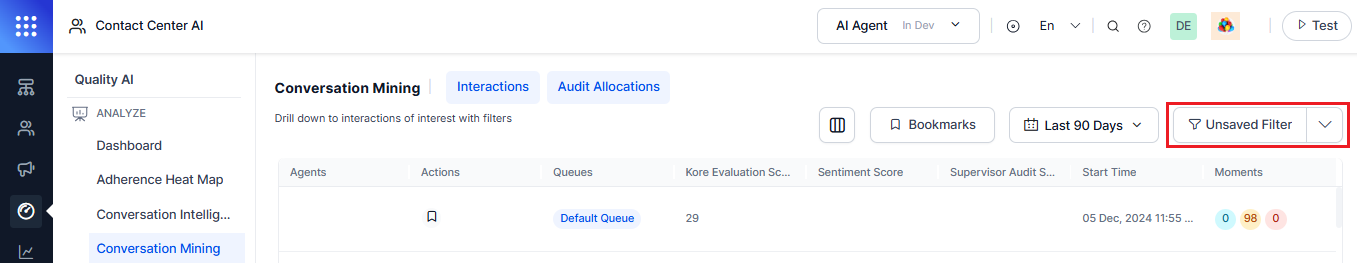 Contact Center AI
AI Agent In Dev
En
DE
Test
Quality AI
ANALYZE
Dashboard
Adherence Heat Map
Conversation Intellig...
Conversation Mining
Conversation Mining
Interactions
Audit Allocations
Drill down to interactions of interest with filters
Bookmarks
Last 90 Days
Unsaved Filter
Agents Actions Queues Kore Evaluation Sc... Sentiment Score Supervisor Audit S... Start Time Moments
Default Queue 29 05 Dec, 2024 11:55 ... 0 98 0